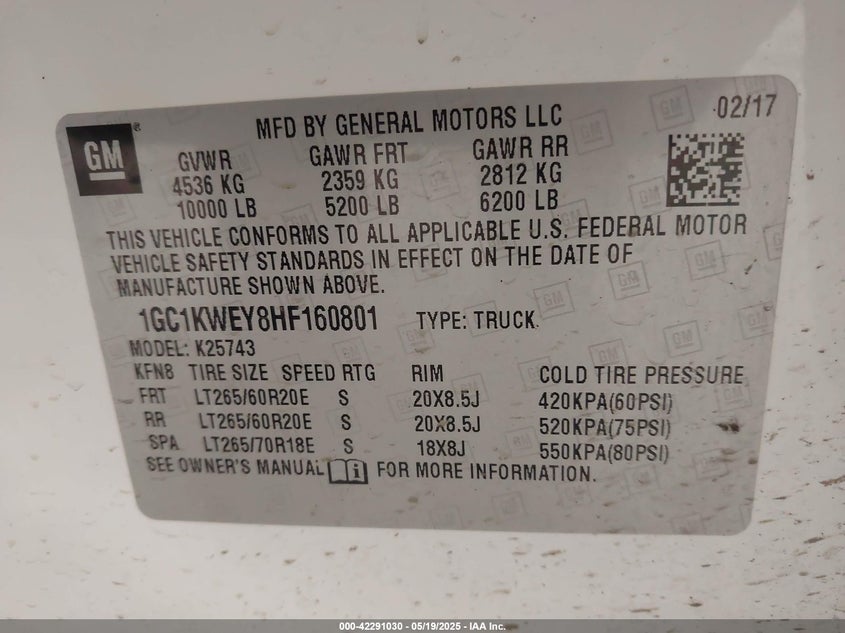 02/17
GM
MFD BY GENERAL MOTORS LLC
GVWR GAWR FRT GAWR RR
4536 KG 2359 KG 2812 KG
10000 LB 5200 LB 6200 LB
THIS VEHICLE CONFORMS TO ALL APPLICABLE U.S. FEDERAL MOTOR
VEHICLE SAFETY STANDARDS IN EFFECT ON THE DATE OF
MANUFACTURE SHOWN ABOVE.
1GC1KWEY8HF160801 TYPE: TRUCK
MODEL: K25743
KFN8 TIRE SIZE SPEED RTG RIM COLD TIRE PRESSURE
FRT LT265/60R20E S 20X8.5J 420KPA(60PSI)
RR LT265/60R20E S 20X8.5J 520KPA(75PSI)
SPA LT265/70R18E S 18X8J 550KPA(80PSI)
SEE OWNER'S MANUAL i FOR MORE INFORMATION.
000-42291030 - 05/19/2025 - IAA Inc.